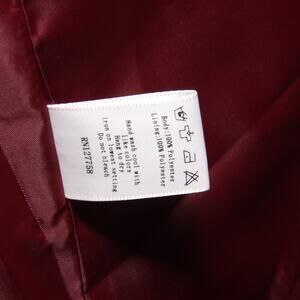 Body:100% Polyester
Lining:100% Polyester
Hand wash cool with
like colors
Hang to dry
iron on lowest setting
Do not bleach
RN127758